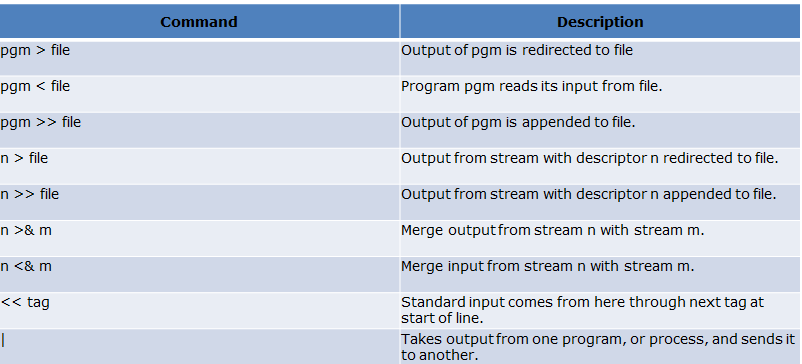 Command Description
pgm > file Output of pgm is redirected to file
pgm < file Program pgm reads its input from file.
pgm >> file Output of pgm is appended to file.
n > file Output from stream with descriptor n redirected to file.
n >> file Output from stream with descriptor n appended to file.
n >& m Merge output from stream n with stream m.
n <& m Merge input from stream n with stream m.
<< tag Standard input comes from here through next tag at
start of line.
| Takes output from one program, or process, and sends it
to another.